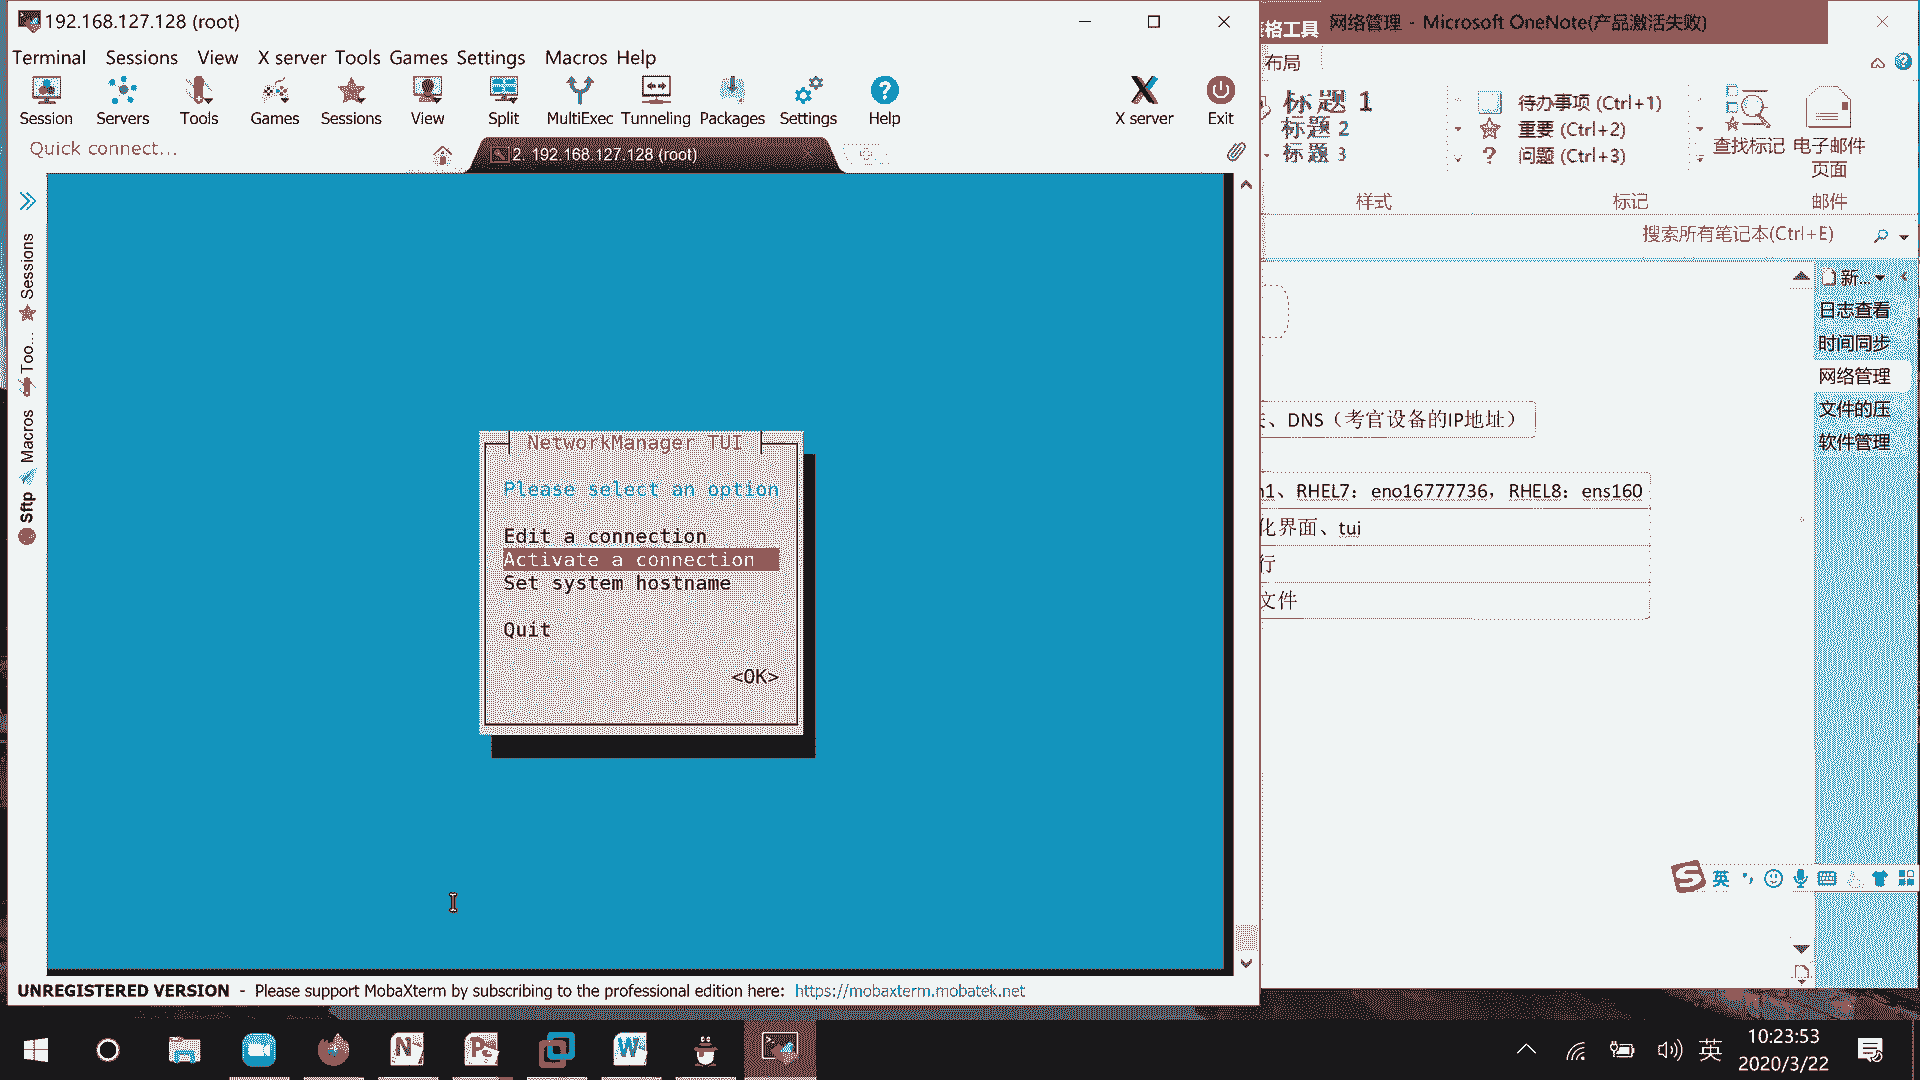 192.168.127.128 (root)
Terminal Sessions View X server Tools Games Settings Macros Help
Session Servers Tools Games Sessions View Split MultiExec Tunneling Packages Settings Help X server Exit
Quick connect...
2. 192.168.127.128 (root)
Sessions
Too...
Macros
Sftp
NetworkManager TUI
Please select an option
Edit a connection
Activate a connection
Set system hostname
Quit
<OK>
UNREGISTERED VERSION - Please support MobaXterm by subscribing to the professional edition here: https://mobaxterm.mobatek.net
格工具 网络管理 - Microsoft OneNote(产品激活失败)
布局
标题 1
标题 2
标题 3
待办事项 (Ctrl+1)
重要 (Ctrl+2)
问题 (Ctrl+3)
查找标记 电子邮件
页面
样式 标记 邮件
搜索所有笔记本(Ctrl+E)
新...
日志查看
时间同步
网络管理
文件的压
软件管理
、DNS（考官设备的IP地址）
1、RHEL7：eno16777736，RHEL8：ens160
化界面、tui
行
文件
英
英
10:23:53
2020/3/22